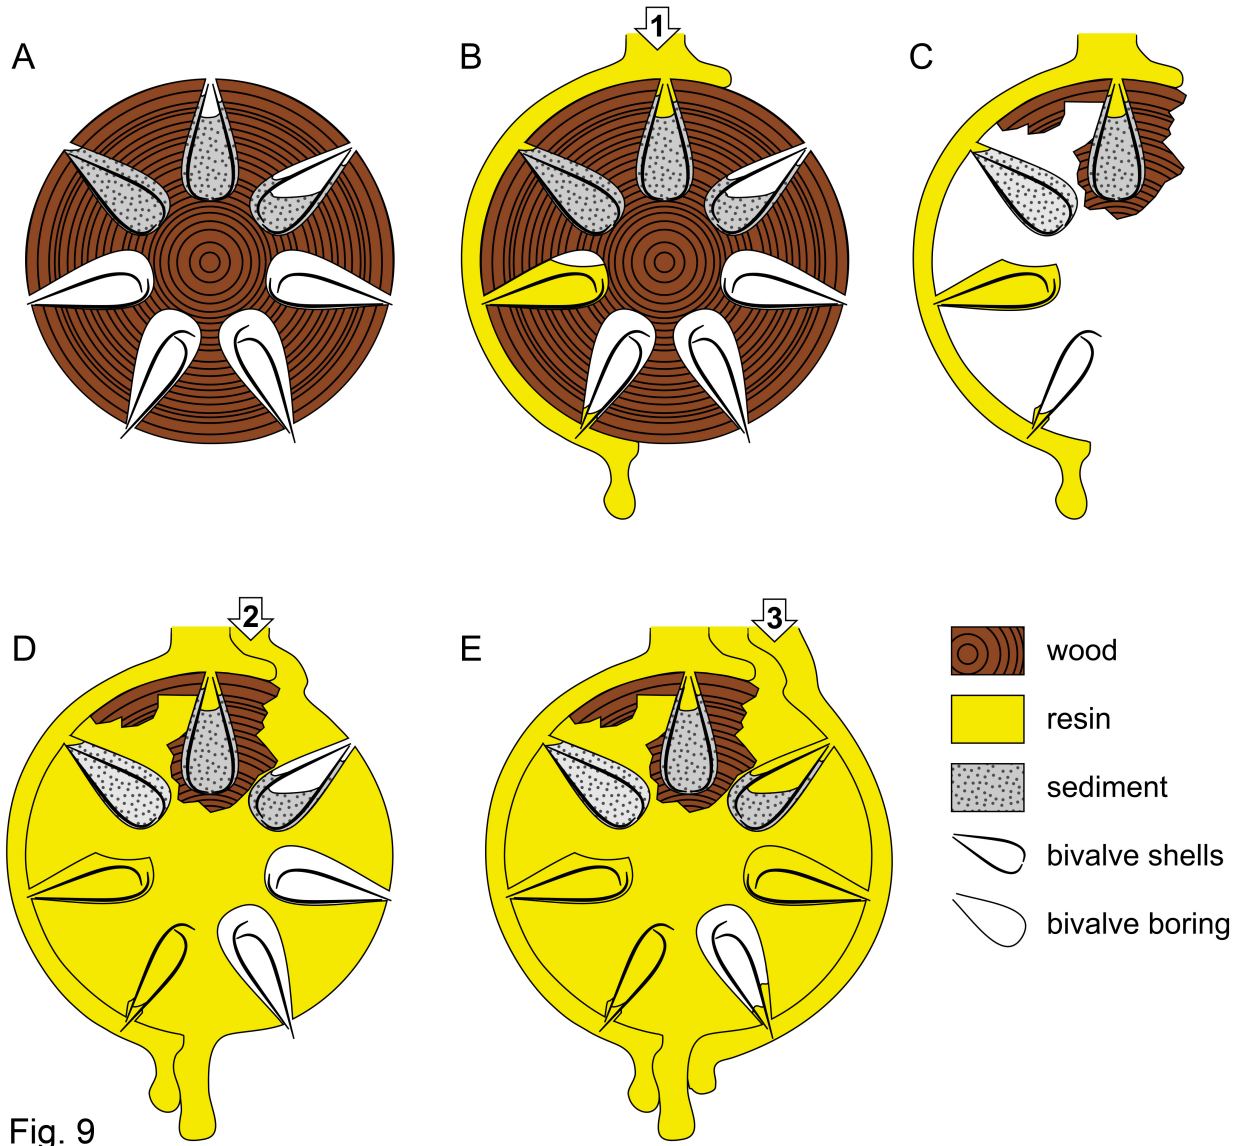 1
A
B
C
2
3
D
E
wood
resin
sediment
bivalve shells
bivalve boring
Fig. 9